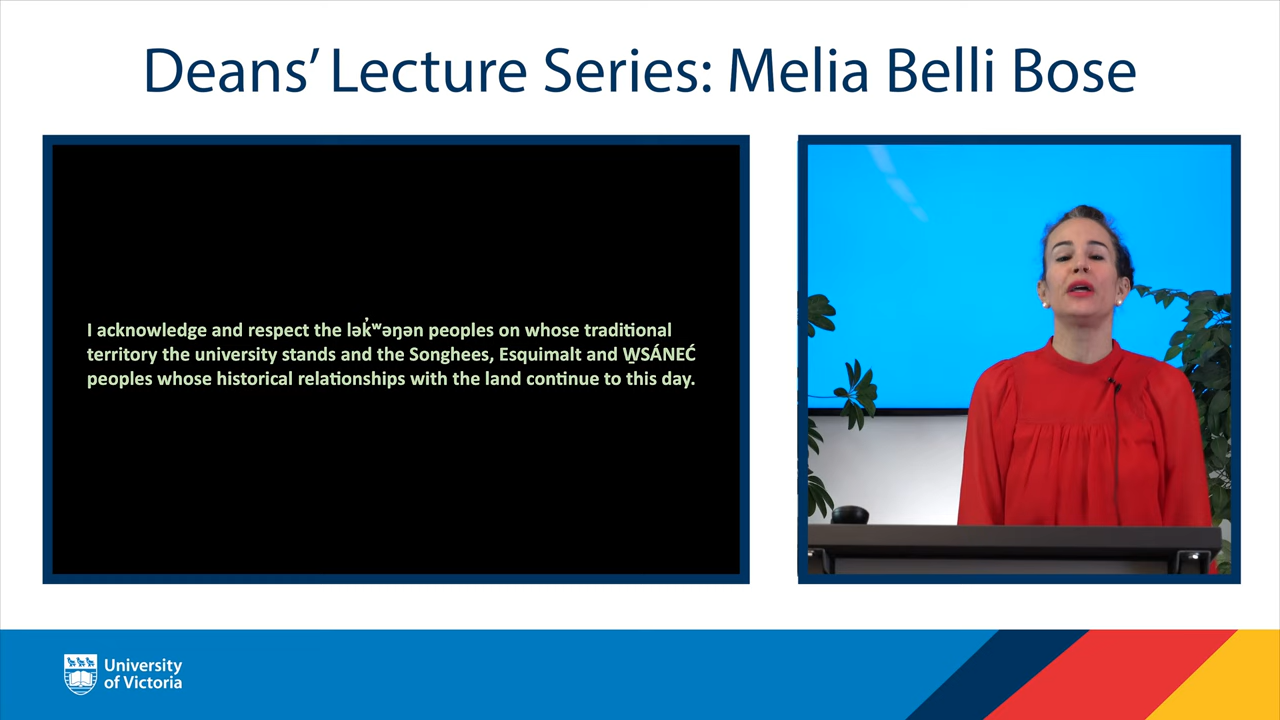 Deans’ Lecture Series: Melia Belli Bose
I acknowledge and respect the lək̓ʷəŋən peoples on whose traditional
territory the university stands and the Songhees, Esquimalt and W̱SÁNEĆ
peoples whose historical relationships with the land continue to this day.
University
of Victoria